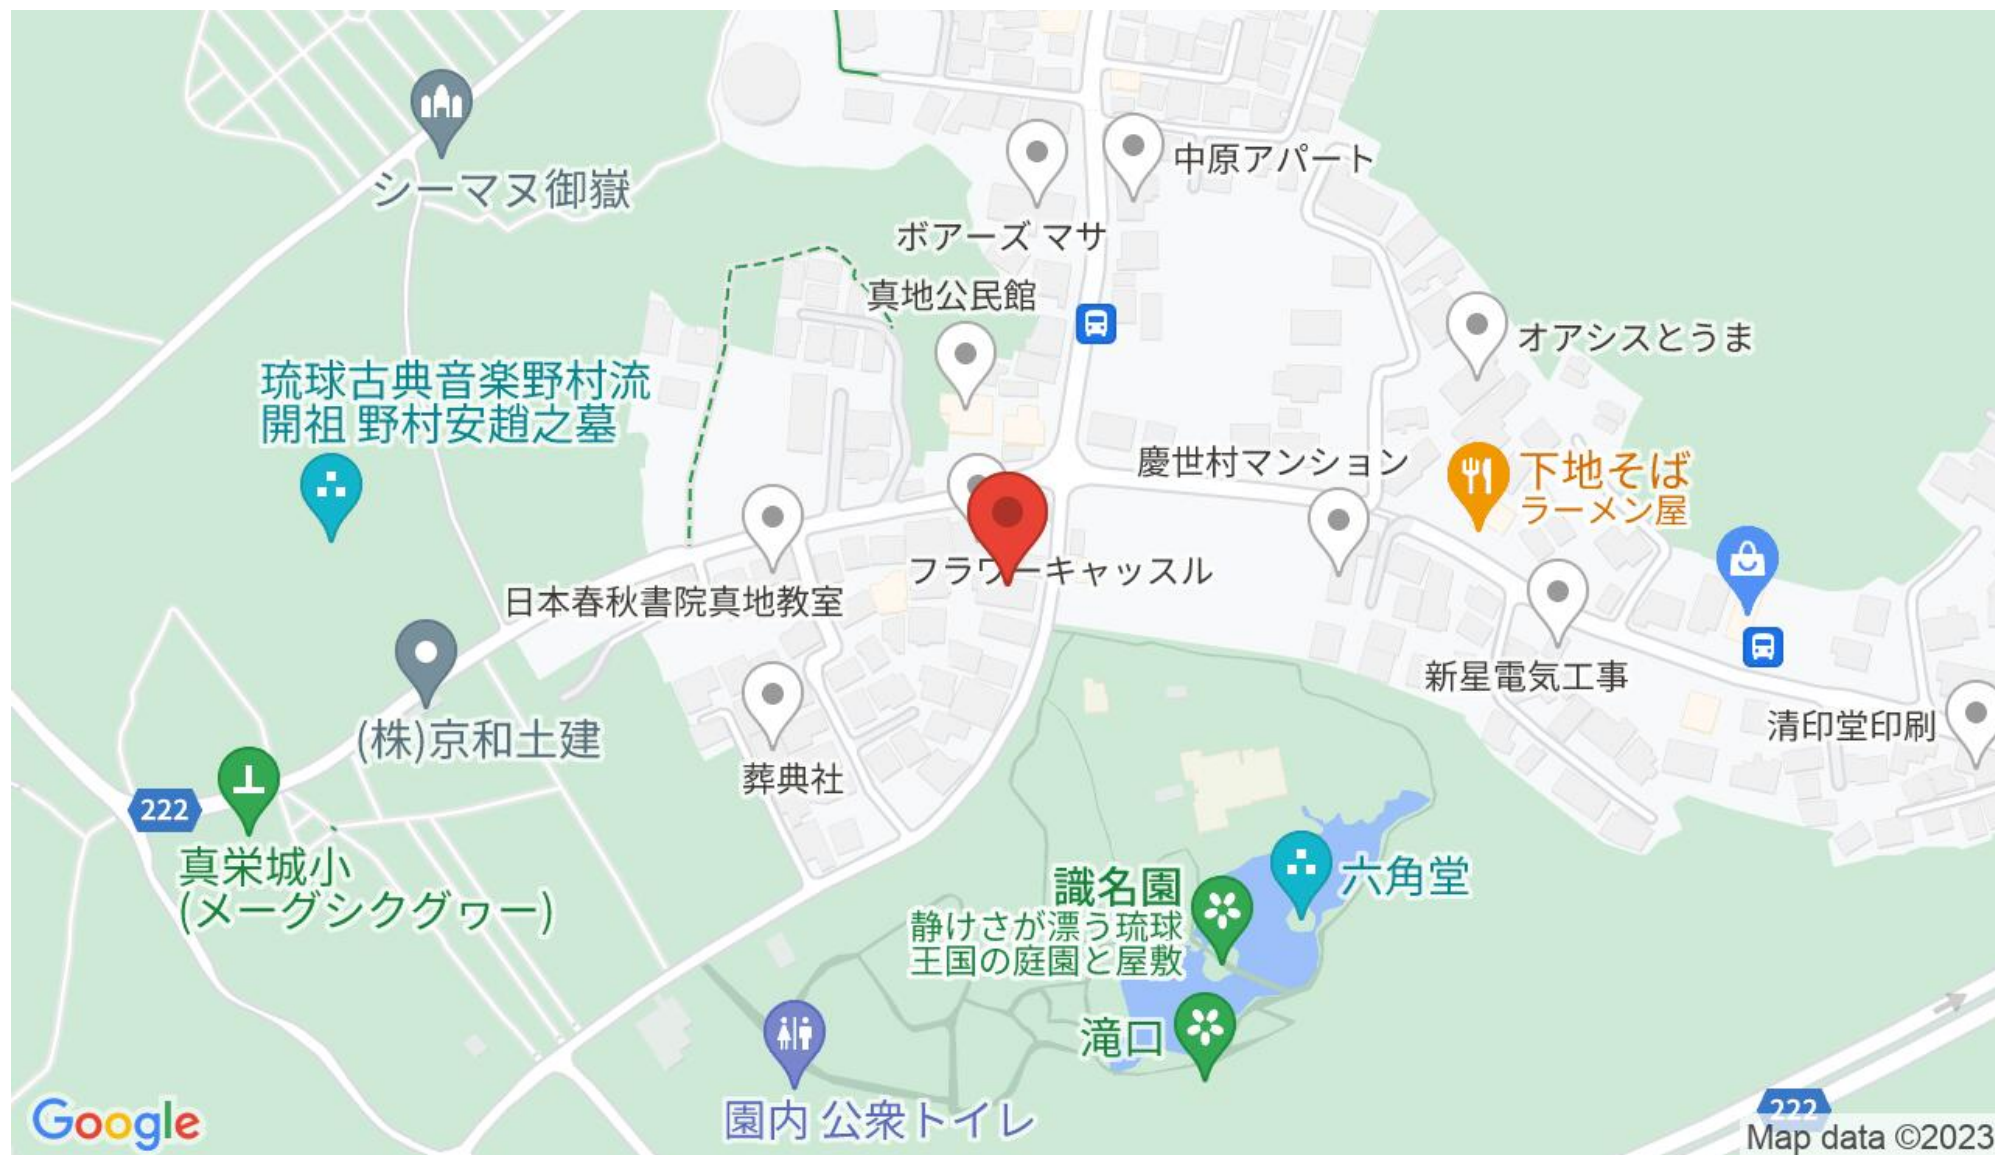 シーマヌ御嶽
中原アパート
ボアーズ マサ
真地公民館
オアシスとうま
琉球古典音楽野村流
開祖 野村安趙之墓
慶世村マンション
下地そば
ラーメン屋
フラワーキャッスル
日本春秋書院真地教室
新星電気工事
清印堂印刷
(株)京和土建
葬典社
222
真栄城小
(メーグシクグヮー)
識名園
静けさが漂う琉球
王国の庭園と屋敷
六角堂
滝口
園内 公衆トイレ
222
Google
Map data ©2023